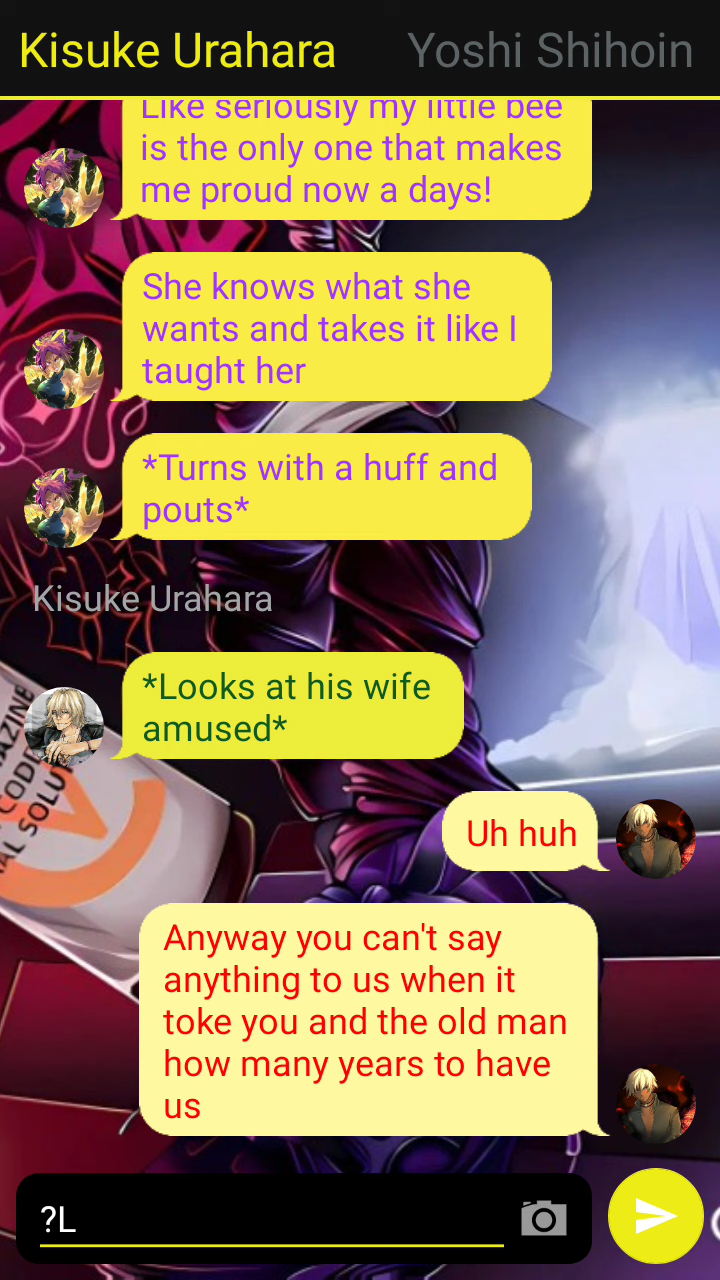 Kisuke Urahara Yoshi Shihoin
Like seriously my little bee
is the only one that makes
me proud now a days!
She knows what she
wants and takes it like I
taught her
*Turns with a huff and
pouts*
Kisuke Urahara
*Looks at his wife
amused*
Uh huh
Anyway you can't say
anything to us when it
toke you and the old man
how many years to have
us
?L